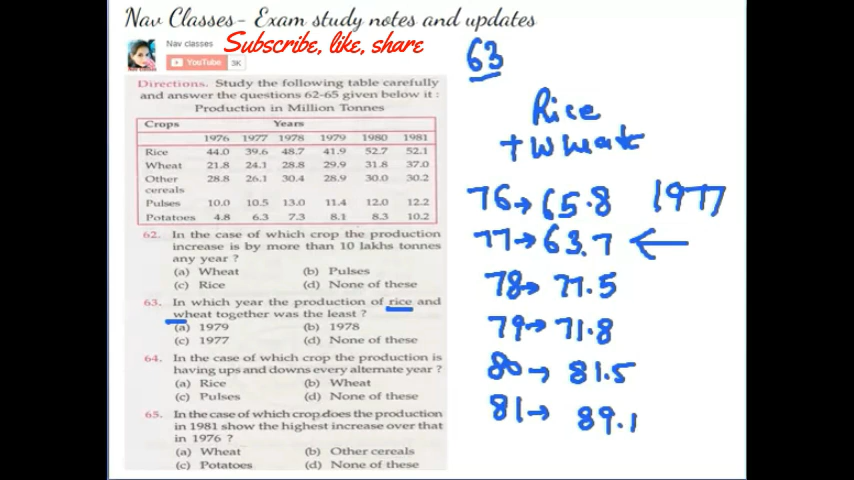 Nav Classes- Exam study notes and updates
Nav classes
Subscribe, like, share
YouTube 3K
Directions. Study the following table carefully
and answer the questions 62-65 given below it :
Production in Million Tonnes
Crops Years
1976 1977 1978 1979 1980 1981
Rice 44.0 39.6 48.7 41.9 52.7 52.1
Wheat 21.8 24.1 28.8 29.9 31.8 37.0
Other 28.8 26.1 30.4 28.9 30.0 30.2
cereals
Pulses 10.0 10.5 13.0 11.4 12.0 12.2
Potatoes 4.8 6.3 7.3 8.1 8.3 10.2
62. In the case of which crop the production
increase is by more than 10 lakhs tonnes
any year ?
(a) Wheat (b) Pulses
(c) Rice (d) None of these
63. In which year the production of rice and
wheat together was the least ?
(a) 1979 (b) 1978
(c) 1977 (d) None of these
64. In the case of which crop the production is
having ups and downs every alternate year ?
(a) Rice (b) Wheat
(c) Pulses (d) None of these
65. In the case of which crop does the production
in 1981 show the highest increase over that
in 1976 ?
(a) Wheat (b) Other cereals
(c) Potatoes (d) None of these
63
Rice
+ Wheat
76 → 65.8 1977
77 → 63.7 ←
78 → 77.5
79 → 71.8
80 → 81.5
81 → 89.1